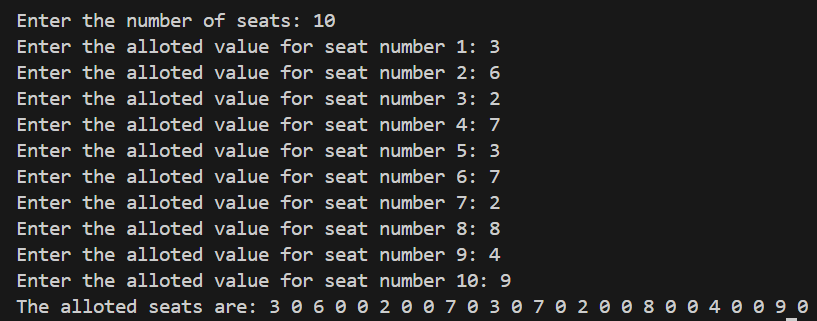 Enter the number of seats: 10
Enter the alloted value for seat number 1: 3
Enter the alloted value for seat number 2: 6
Enter the alloted value for seat number 3: 2
Enter the alloted value for seat number 4: 7
Enter the alloted value for seat number 5: 3
Enter the alloted value for seat number 6: 7
Enter the alloted value for seat number 7: 2
Enter the alloted value for seat number 8: 8
Enter the alloted value for seat number 9: 4
Enter the alloted value for seat number 10: 9
The alloted seats are: 3 0 6 0 0 2 0 0 7 0 3 0 7 0 2 0 0 8 0 0 4 0 0 9 0